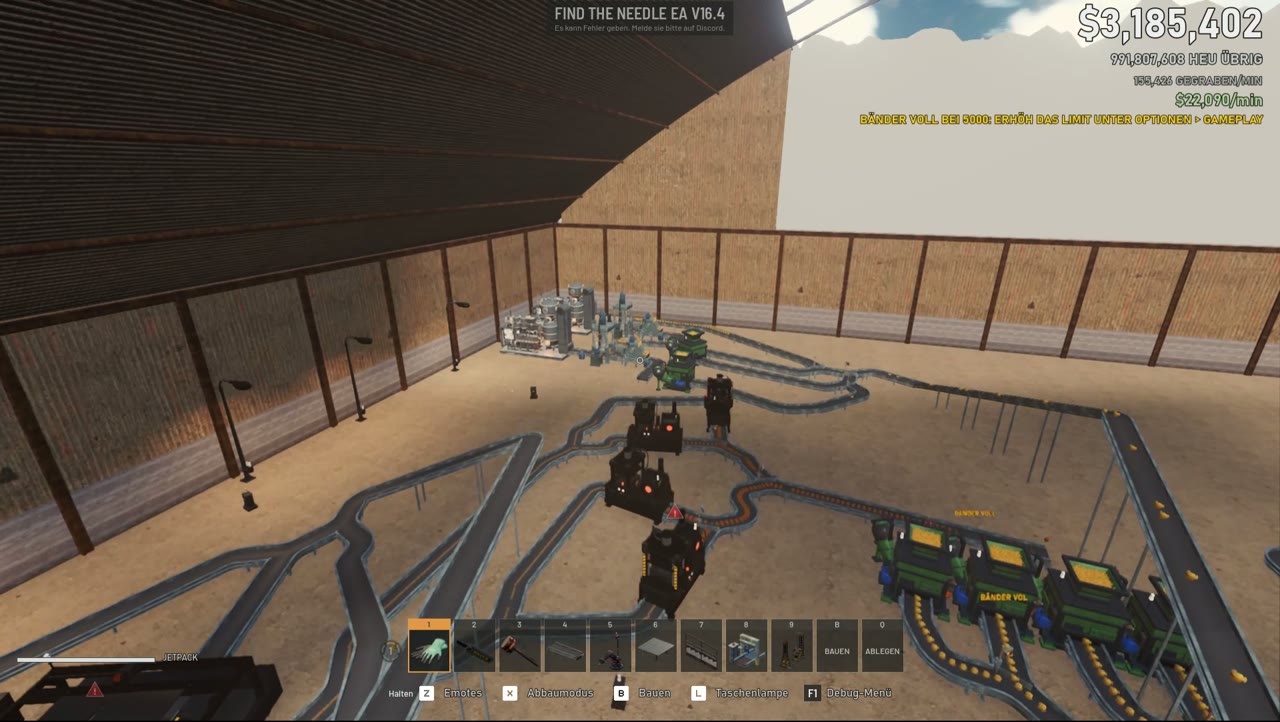 FIND THE NEEDLE EA V16.4
Es kann Fehler geben. Melde sie bitte auf Discord.
$3,185,402
991,807,608 HEU ÜBRIG
155,426 GEGRABEN/MIN
$22,090/min
BÄNDER VOLL BEI 5000: ERHÖH DAS LIMIT UNTER OPTIONEN > GAMEPLAY
BÄNDER VOLL
BÄNDER VOL
JETPACK
1 2 3 4 5 6 7 8 9 B Q
BAUEN ABLEGEN
Halten Z Emotes X Abbaumodus B Bauen L Taschenlampe F1 Debug-Menü